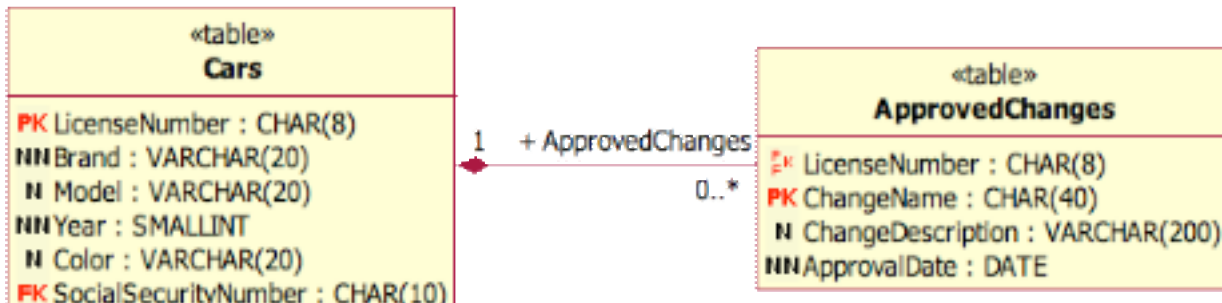 «table»
Cars
PK LicenseNumber : CHAR(8)
NN Brand : VARCHAR(20)
N Model : VARCHAR(20)
NN Year : SMALLINT
N Color : VARCHAR(20)
FK SocialSecurityNumber : CHAR(10)
1
+ ApprovedChanges
0..*
«table»
ApprovedChanges
LicenseNumber : CHAR(8)
PK ChangeName : CHAR(40)
N ChangeDescription : VARCHAR(200)
NN ApprovalDate : DATE